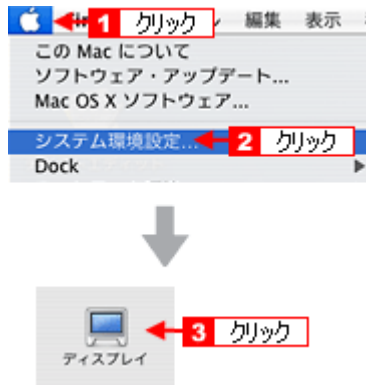 1 クリック 編集 表示
この Mac について
ソフトウェア・アップデート...
Mac OS X ソフトウェア...
システム環境設定... 2 クリック
Dock
3 クリック
ディスプレイ